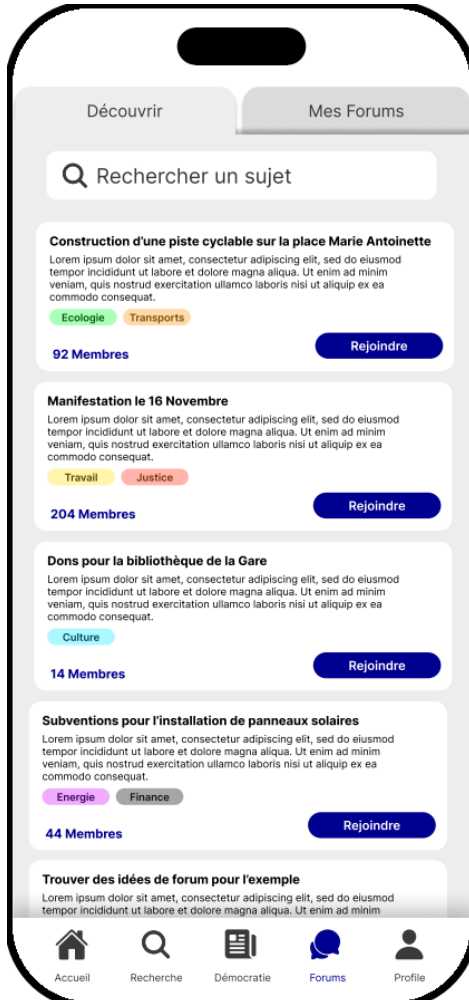 Découvrir
Mes Forums
Rechercher un sujet
Construction d’une piste cyclable sur la place Marie Antoinette
Lorem ipsum dolor sit amet, consectetur adipiscing elit, sed do eiusmod
tempor incididunt ut labore et dolore magna aliqua. Ut enim ad minim
veniam, quis nostrud exercitation ullamco laboris nisi ut aliquip ex ea
commodo consequat.
Ecologie
Transports
92 Membres
Rejoindre
Manifestation le 16 Novembre
Lorem ipsum dolor sit amet, consectetur adipiscing elit, sed do eiusmod
tempor incididunt ut labore et dolore magna aliqua. Ut enim ad minim
veniam, quis nostrud exercitation ullamco laboris nisi ut aliquip ex ea
commodo consequat.
Travail
Justice
204 Membres
Rejoindre
Dons pour la bibliothèque de la Gare
Lorem ipsum dolor sit amet, consectetur adipiscing elit, sed do eiusmod
tempor incididunt ut labore et dolore magna aliqua. Ut enim ad minim
veniam, quis nostrud exercitation ullamco laboris nisi ut aliquip ex ea
commodo consequat.
Culture
14 Membres
Rejoindre
Subventions pour l’installation de panneaux solaires
Lorem ipsum dolor sit amet, consectetur adipiscing elit, sed do eiusmod
tempor incididunt ut labore et dolore magna aliqua. Ut enim ad minim
veniam, quis nostrud exercitation ullamco laboris nisi ut aliquip ex ea
commodo consequat.
Energie
Finance
44 Membres
Rejoindre
Trouver des idées de forum pour l’exemple
Lorem ipsum dolor sit amet, consectetur adipiscing elit, sed do eiusmod
tempor incididunt ut labore et dolore magna aliqua. Ut enim ad minim
Accueil
Recherche
Démocratie
Forums
Profile